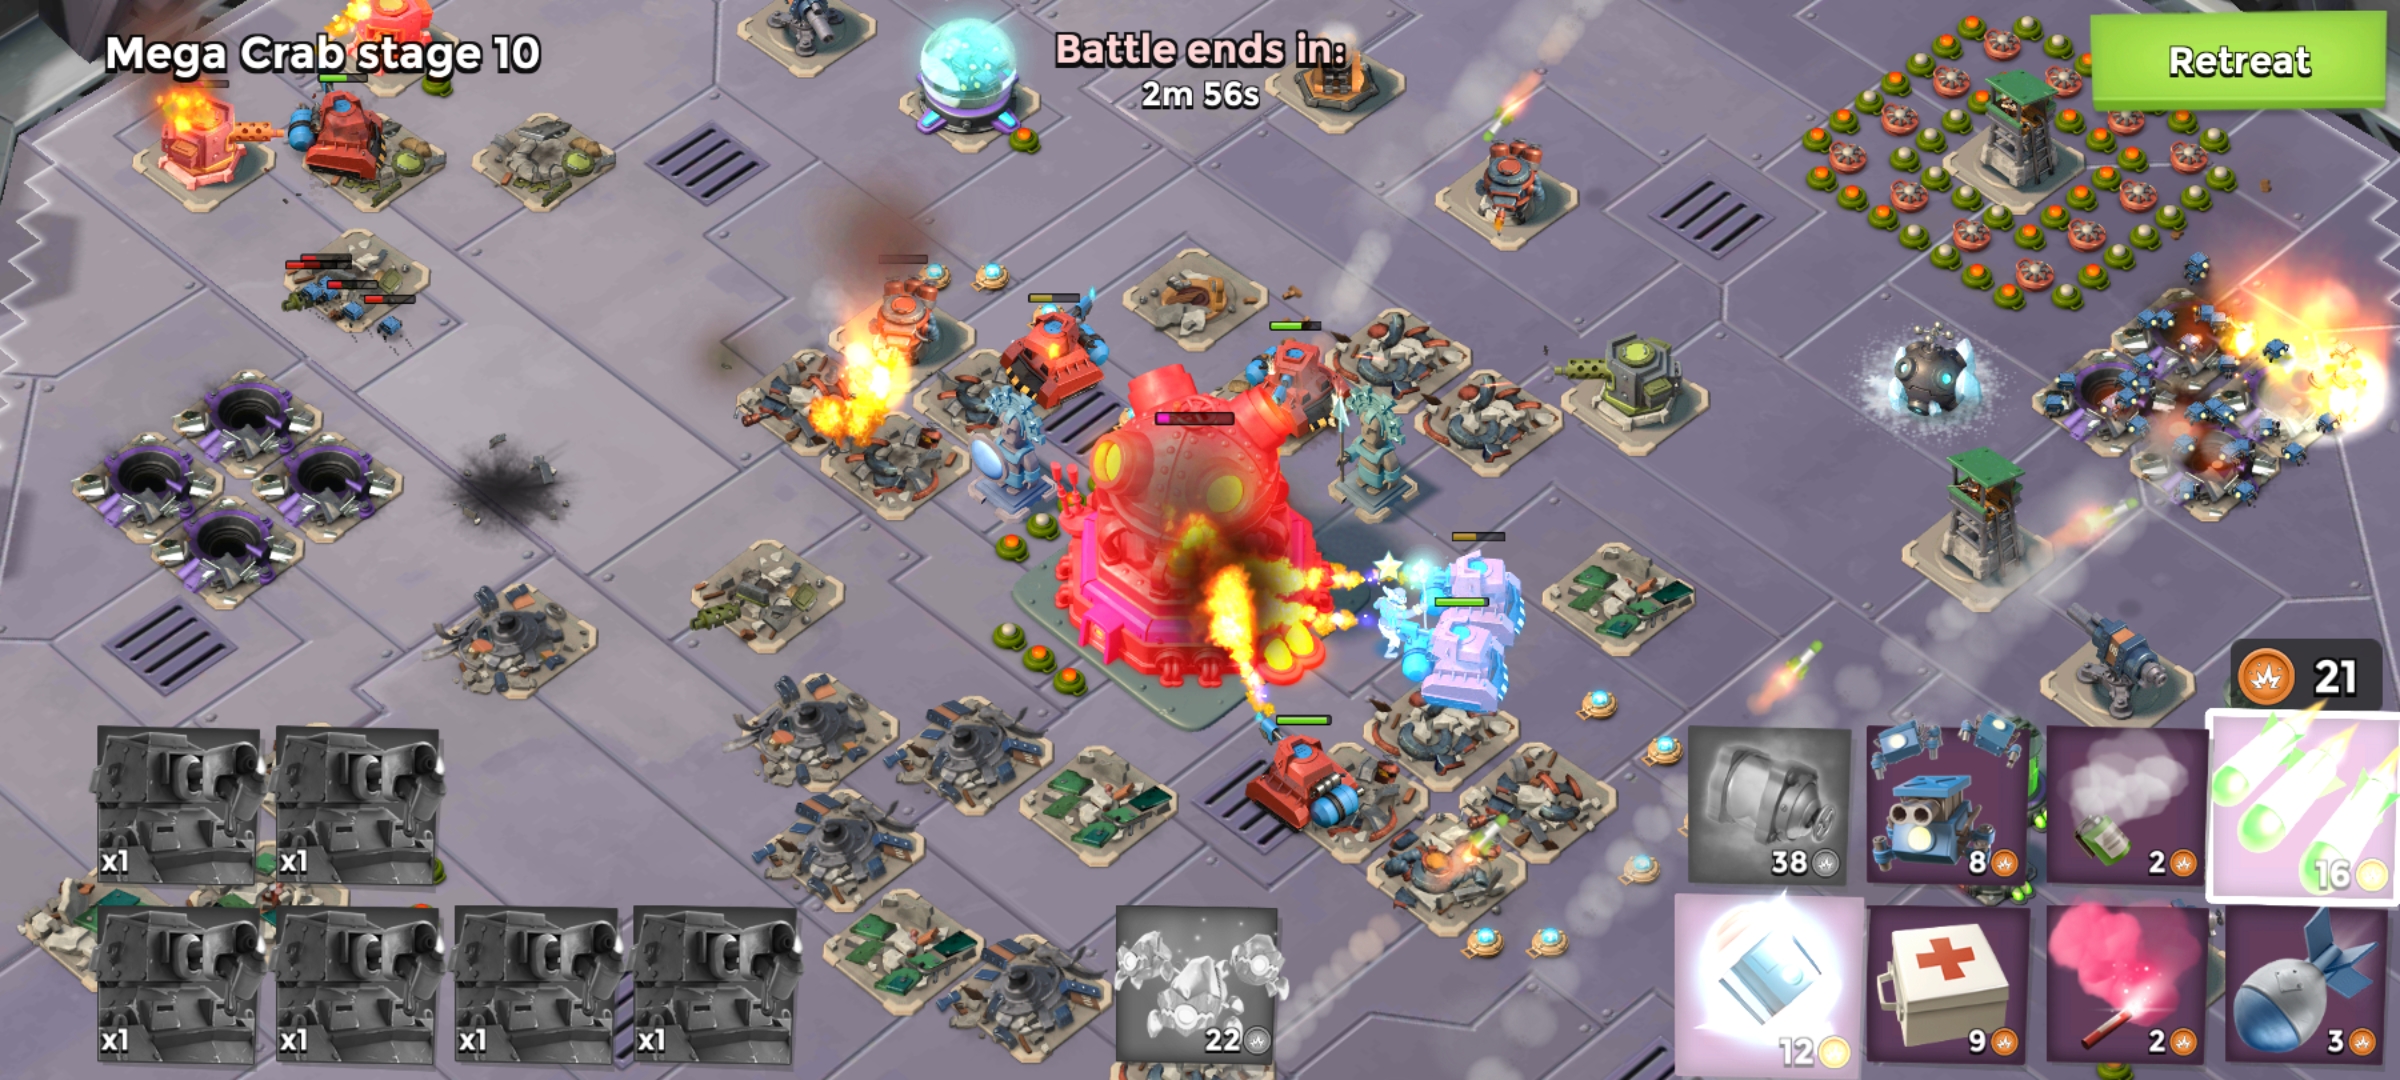 Mega Crab stage 10
Battle ends in:
2m 56s
Retreat
21
x1
x1
38
8
2
16
x1
x1
x1
x1
22
12
9
2
3